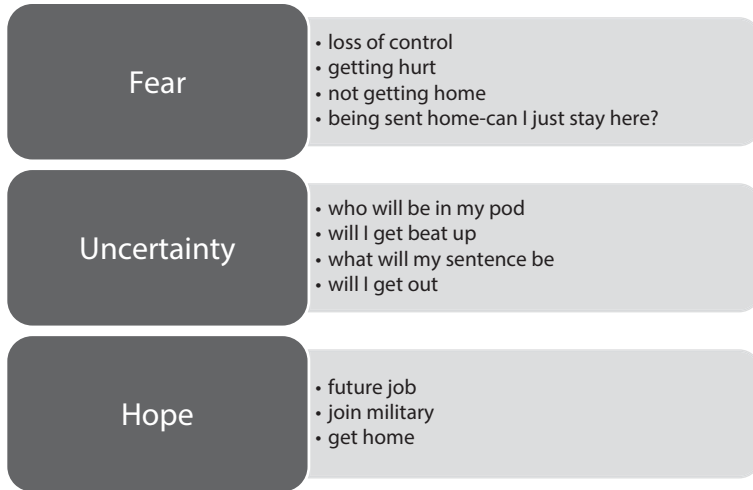 Fear
• loss of control
• getting hurt
• not getting home
• being sent home-can I just stay here?
Uncertainty
• who will be in my pod
• will I get beat up
• what will my sentence be
• will I get out
Hope
• future job
• join military
• get home